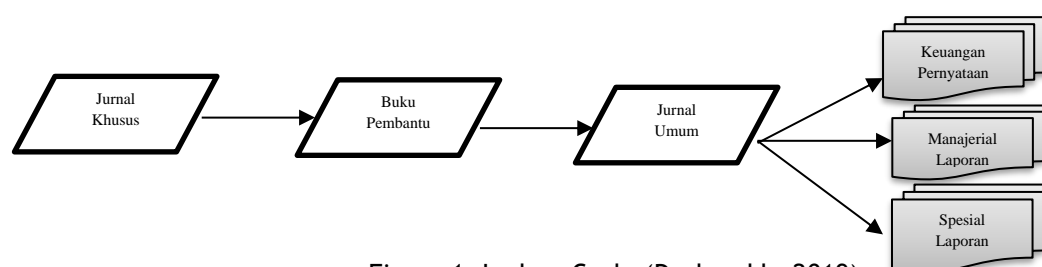 Jurnal
Khusus
Buku
Pembantu
Jurnal
Umum
Keuangan
Pernyataan
Manajerial
Laporan
Spesial
Laporan